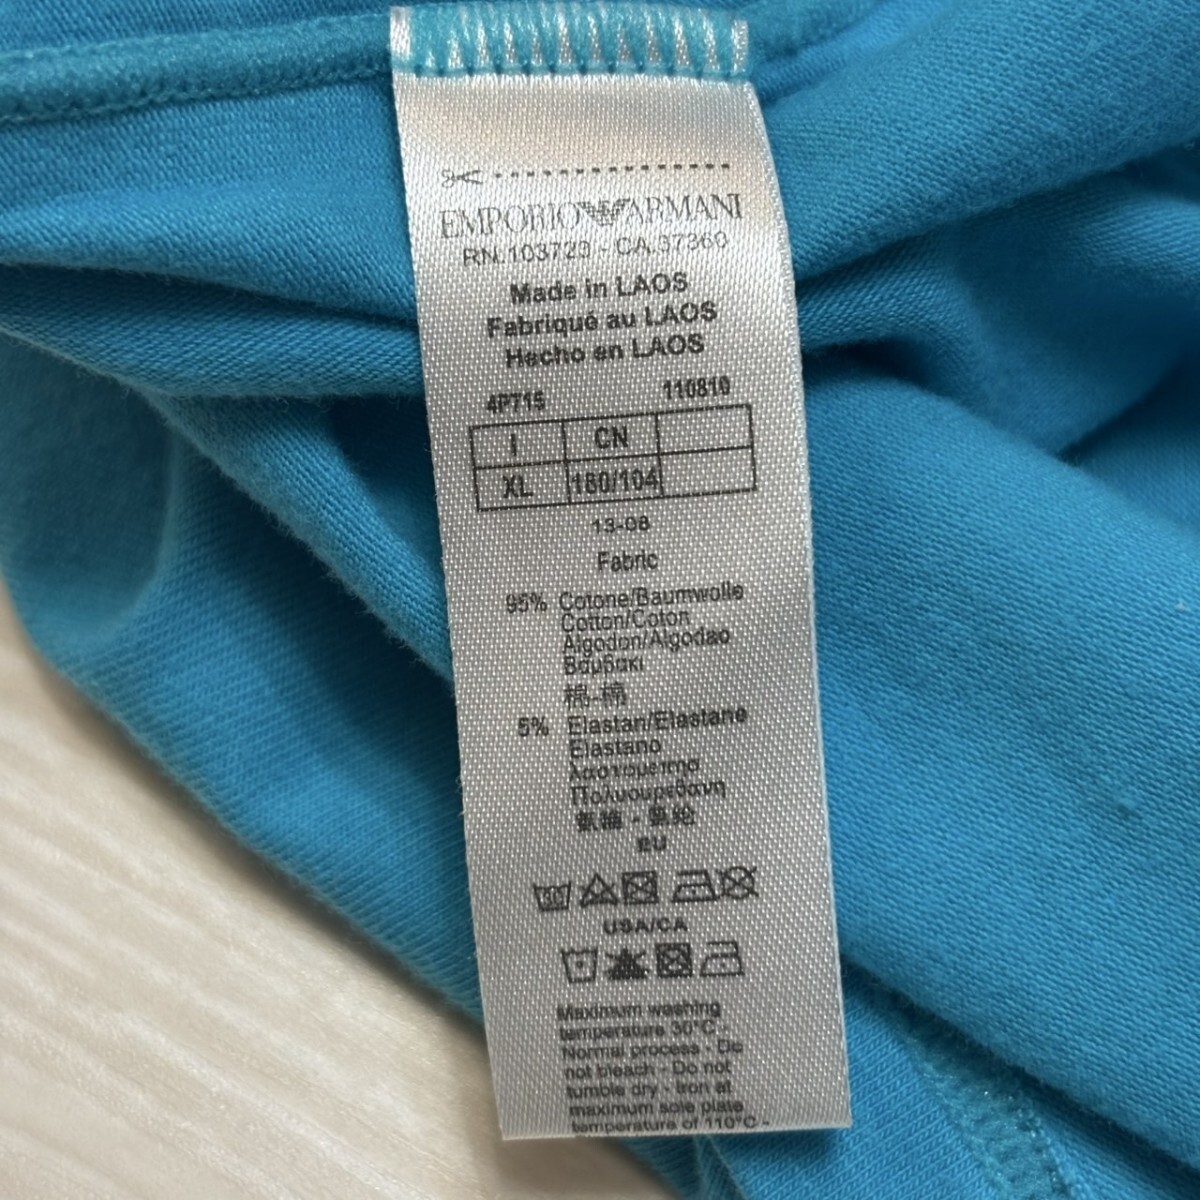 EMPORIO ARMANI
RN.103723 - CA.37360
Made in LAOS
Fabriqué au LAOS
Hecho en LAOS
4P715 110810
I CN
XL 180/104
13-08
Fabric
95% Cotone/Baumwolle
Cotton/Coton
Algodon/Algodao
Βαμβακι
棉-棉
5% Elastan/Elastane
Elastano
Πολυουρεθανη
EU
30
USA/CA
Maximum washing
temperature 30°C -
Normal process - Do
not bleach - Do not
tumble dry - Iron at
maximum sole plate
temperature of 110°C -